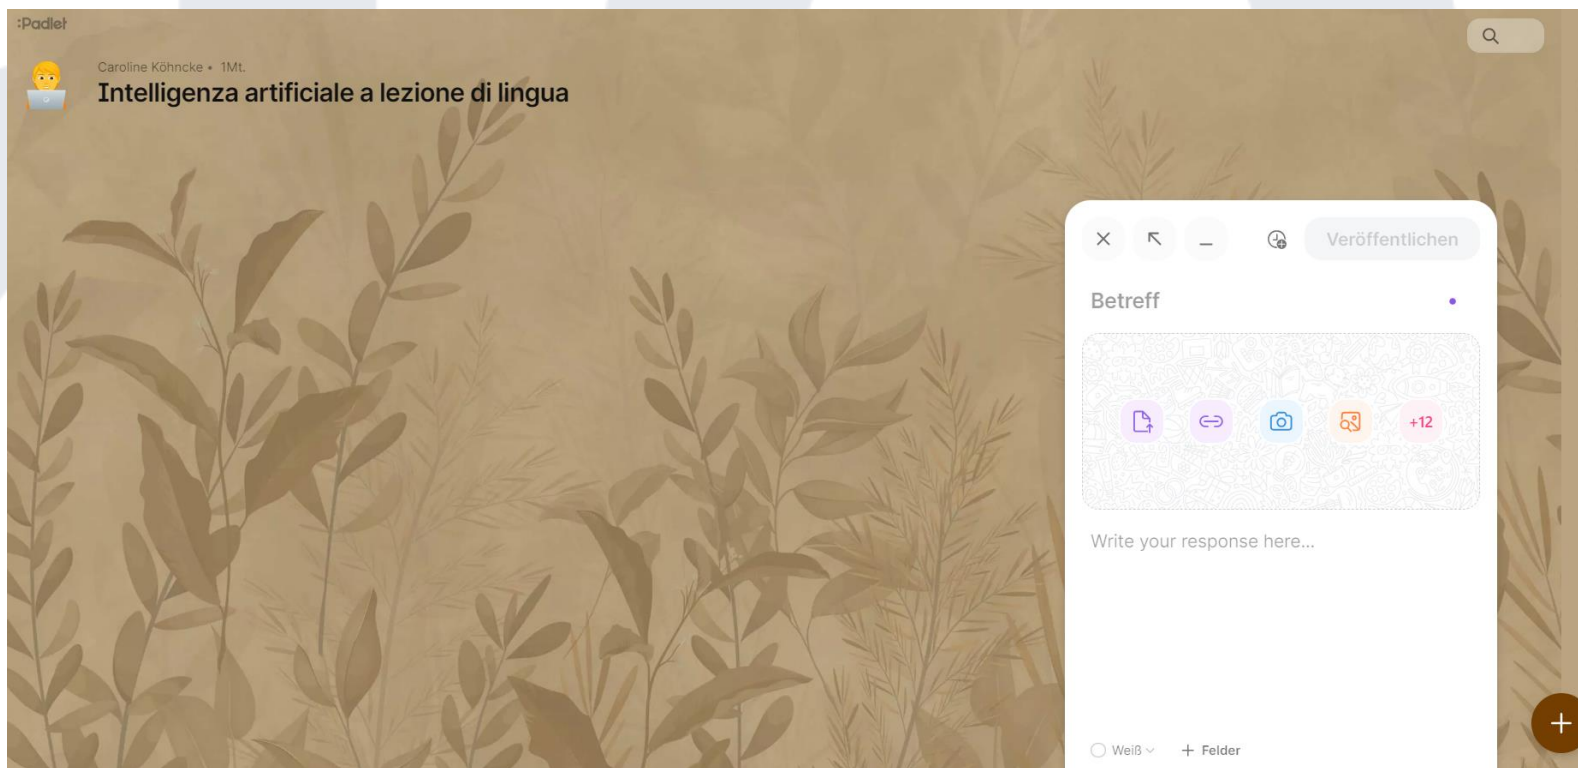 :Padlet
Caroline Köhncke • 1Mt.
Intelligenza artificiale a lezione di lingua
Veröffentlichen
Betreff
+12
Write your response here...
Weiß
+ Felder